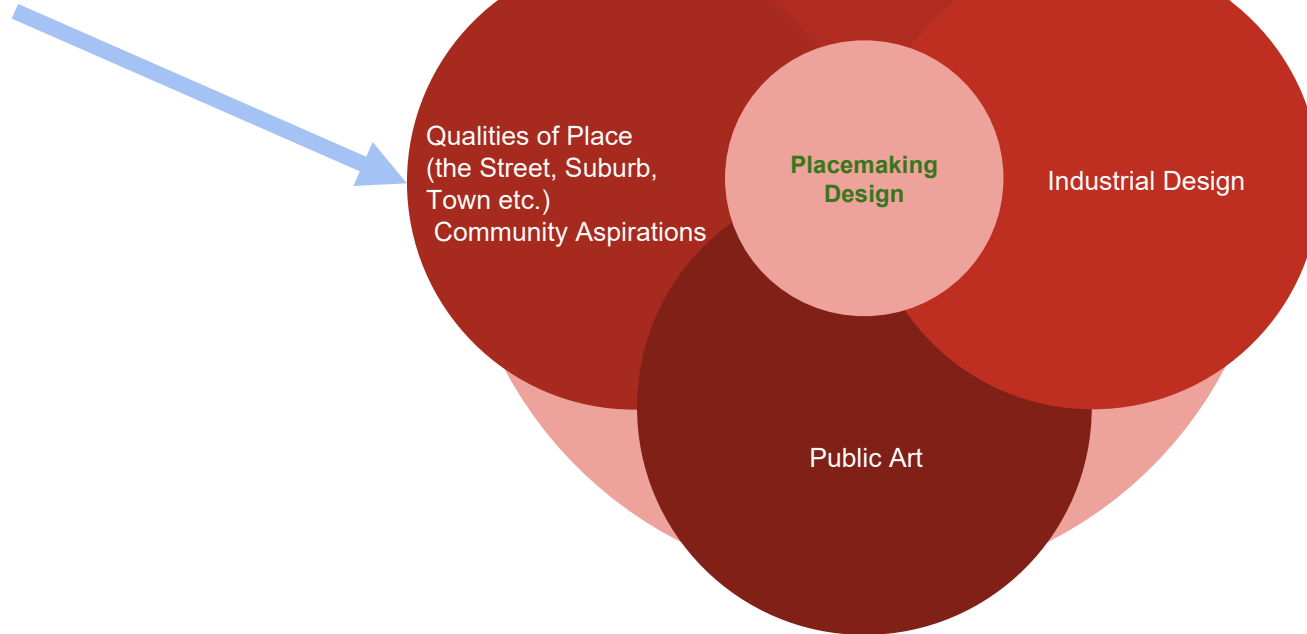 Qualities of Place
(the Street, Suburb,
Town etc.)
Community Aspirations
Placemaking
Design
Industrial Design
Public Art